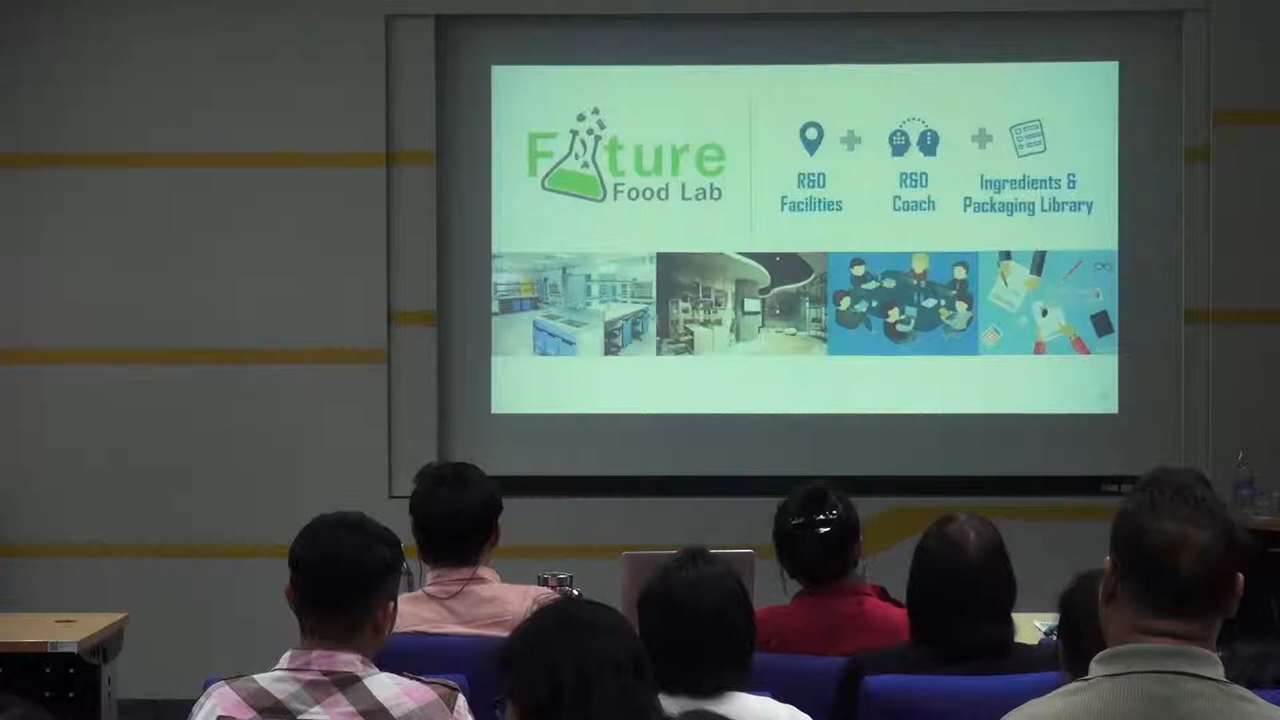 Future
Food Lab
R&D
Facilities
R&D
Coach
Ingredients &
Packaging Library